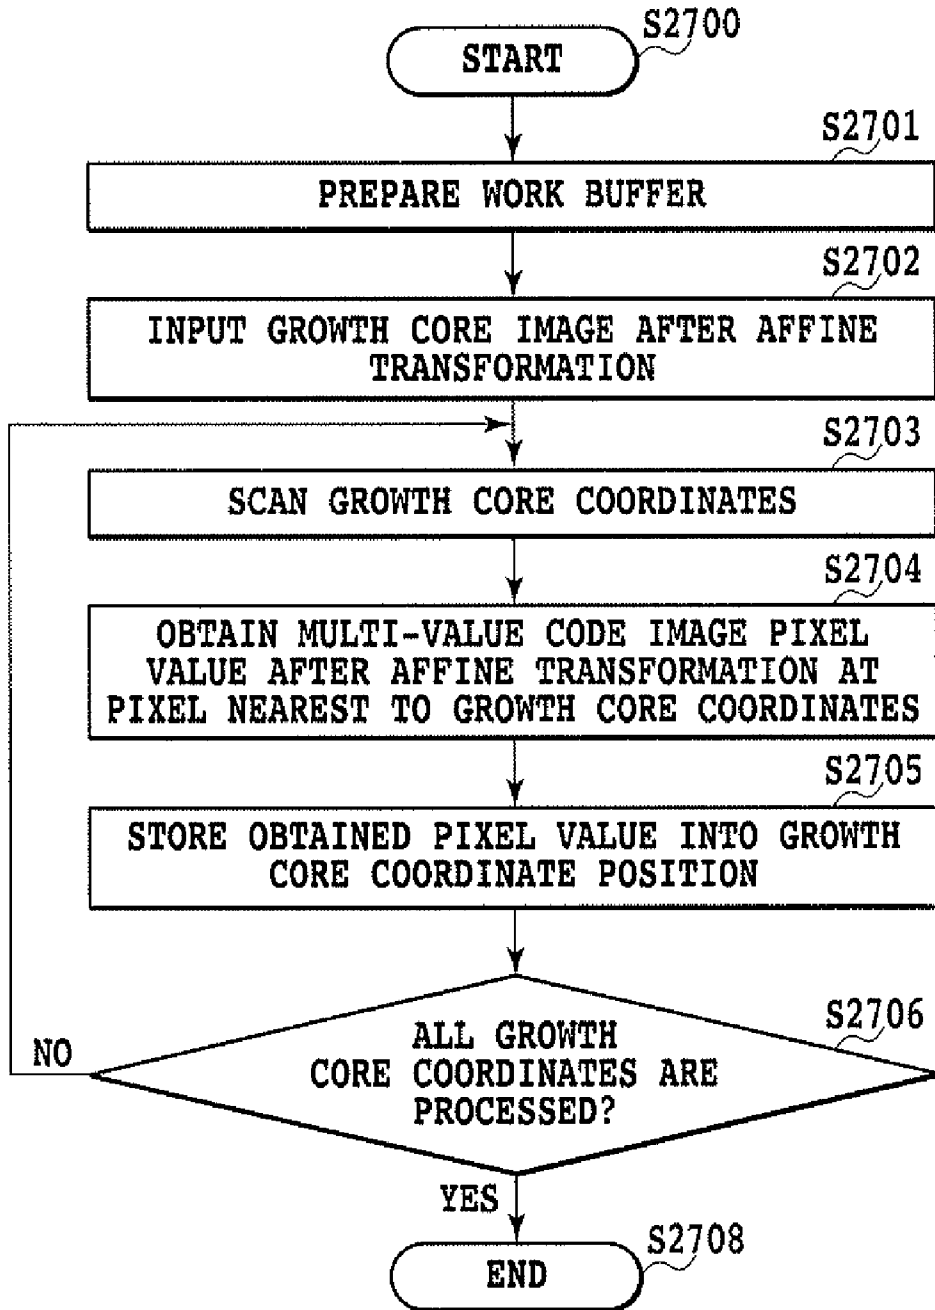 S2700
START
S2701
PREPARE WORK BUFFER
S2702
INPUT GROWTH CORE IMAGE AFTER AFFINE
TRANSFORMATION
S2703
SCAN GROWTH CORE COORDINATES
S2704
OBTAIN MULTI-VALUE CODE IMAGE PIXEL
VALUE AFTER AFFINE TRANSFORMATION AT
PIXEL NEAREST TO GROWTH CORE COORDINATES
S2705
STORE OBTAINED PIXEL VALUE INTO GROWTH
CORE COORDINATE POSITION
S2706
ALL GROWTH
CORE COORDINATES ARE
PROCESSED?
NO
YES
S2708
END